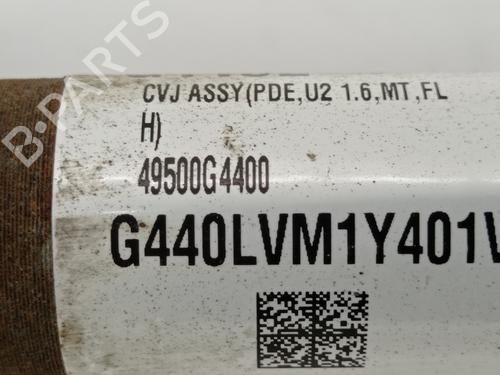 CVJ ASSY(PDE,U2 1.6,MT,FL
H)
49500G4400
G440LVM1Y401V
B-PARTS